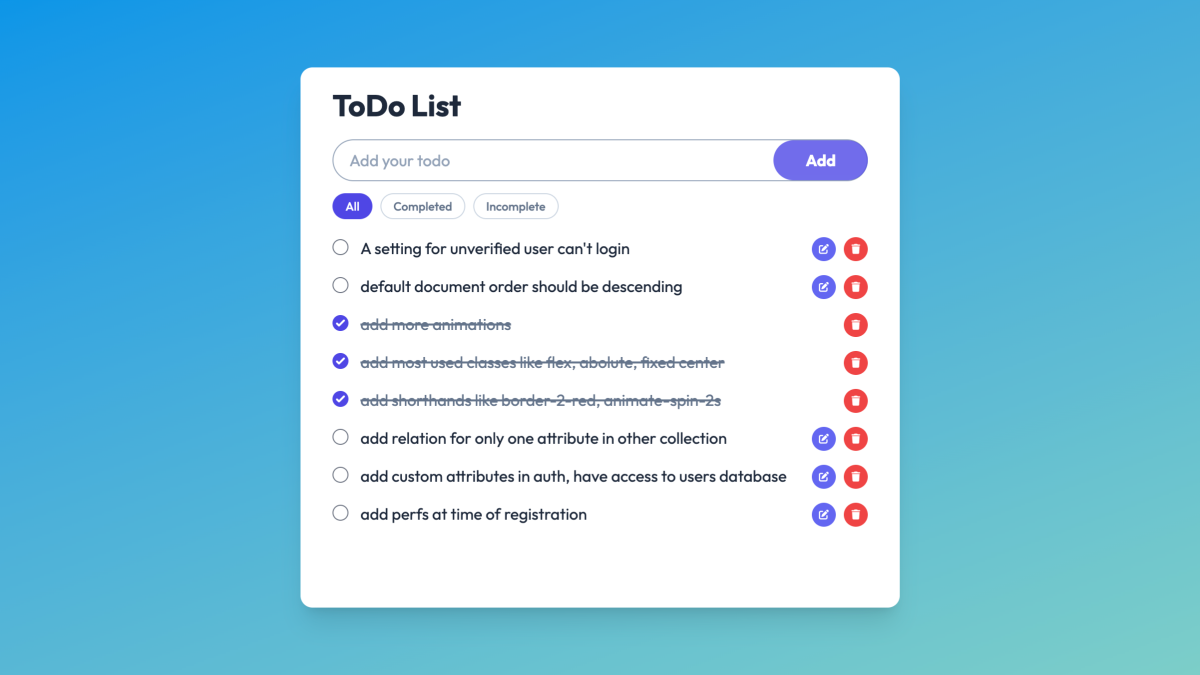 ToDo List
Add your todo
Add
All Completed Incomplete
A setting for unverified user can't login
default document order should be descending
add more animations
add most used classes like flex, abolute, fixed center
add shorthands like border-2-red, animate-spin-2s
add relation for only one attribute in other collection
add custom attributes in auth, have access to users database
add perfs at time of registration